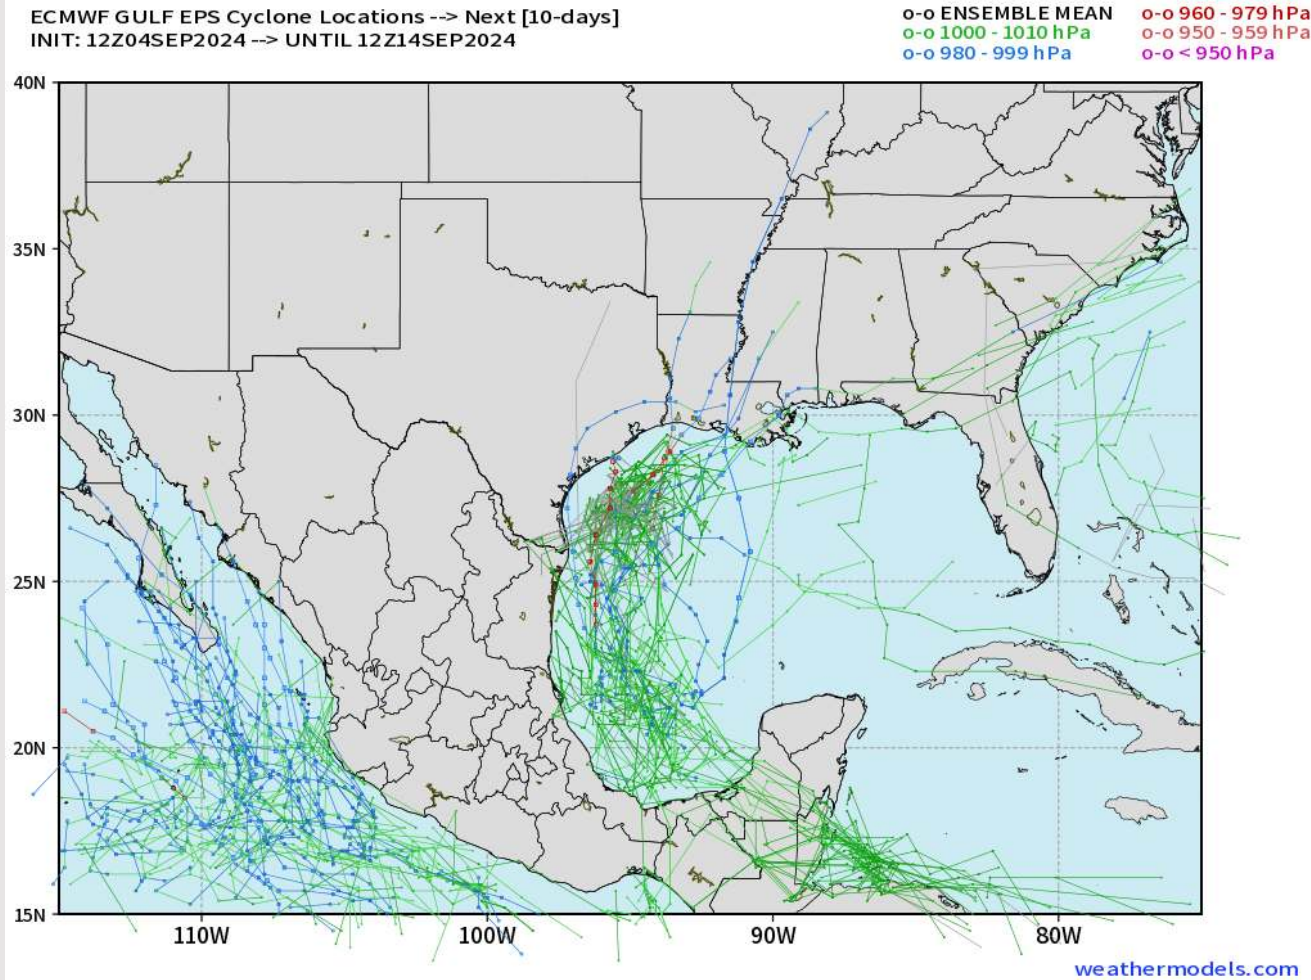 ECMWF GULF EPS Cyclone Locations --> Next [10-days]
INIT: 12Z04SEP2024 --> UNTIL 12Z14SEP2024
o-o ENSEMBLE MEAN o-o 960 - 979 hPa
o-o 1000 - 1010 hPa o-o 950 - 959 hPa
o-o 980 - 999 hPa o-o < 950 hPa
40N
35N
30N
25N
20N
15N
110W 100W 90W 80W
weathermodels.com